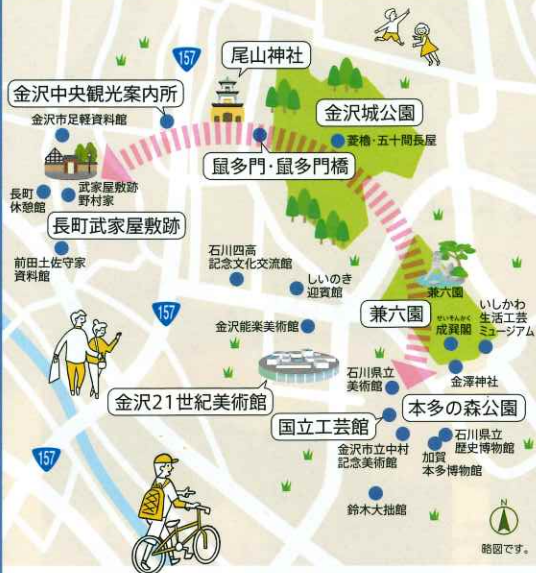 157
尾山神社
金沢中央観光案内所
金沢城公園
金沢市足軽資料館
菱櫓・五十間長屋
鼠多門・鼠多門橋
長町
休憩館
武家屋敷跡
野村家
長町武家屋敷跡
前田土佐守家
資料館
石川四高
記念文化交流館
しいのき
迎賓館
兼六園
兼六園
せいそんかく
成巽閣
いしかわ
生活工芸
ミュージアム
157
金沢能楽美術館
金澤神社
石川県立
美術館
金沢21世紀美術館
本多の森公園
国立工芸館
石川県立
歴史博物館
金沢市立中村
記念美術館
加賀
本多博物館
157
鈴木大拙館
N
略図です。